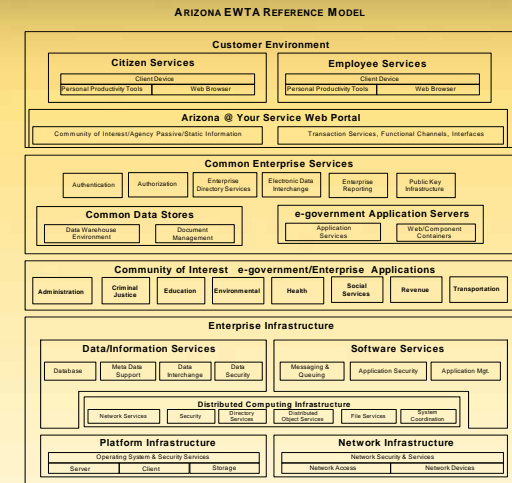 ARIZONA EWTA REFERENCE MODEL
Customer Environment
Citizen Services
Client Device
Personal Productivity Tools
Web Browser
Employee Services
Client Device
Personal Productivity Tools
Web Browser
Arizona @ Your Service Web Portal
Community of Interest/Agency Passive/Static Information
Transaction Services, Functional Channels, Interfaces
Common Enterprise Services
Authentication
Authorization
Enterprise
Directory Services
Electronic Data
Interchange
Enterprise
Reporting
Public Key
Infrastructure
Common Data Stores
Data Warehouse
Environment
Document
Management
e-government Application Servers
Application
Services
Web/Component
Containers
Community of Interest e-government/Enterprise Applications
Administration
Criminal
Justice
Education
Environmental
Health
Social
Services
Revenue
Transportation
Enterprise Infrastructure
Data/Information Services
Database
Meta Data
Support
Data
Interchange
Data
Security
Software Services
Messaging &
Queuing
Application Security
Application Mgt.
Distributed Computing Infrastructure
Network Services
Security
Directory
Services
Distributed
Object Services
File Services
System
Coordination
Platform Infrastructure
Operating System & Security Services
Server
Client
Storage
Network Infrastructure
Network Security & Services
Network Access
Network Devices